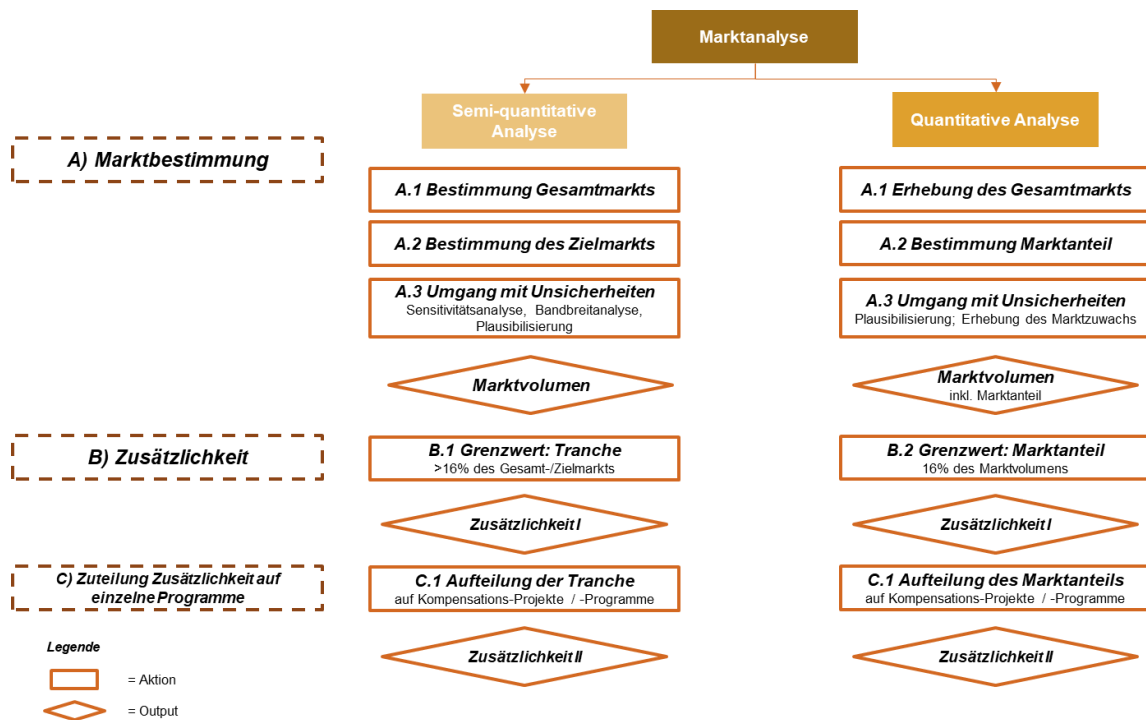 Marktanalyse
Semi-quantitative
Analyse
Quantitative Analyse
A) Marktbestimmung
A.1 Bestimmung Gesamtmarkts
A.1 Erhebung des Gesamtmarkts
A.2 Bestimmung des Zielmarkts
A.2 Bestimmung Marktanteil
A.3 Umgang mit Unsicherheiten
Sensitivitätsanalyse, Bandbreitanalyse,
Plausibilisierung
A.3 Umgang mit Unsicherheiten
Plausibilisierung; Erhebung des Marktzuwachs
Marktvolumen
Marktvolumen
inkl. Marktanteil
B) Zusätzlichkeit
B.1 Grenzwert: Tranche
>16% des Gesamt-/Zielmarkts
B.2 Grenzwert: Marktanteil
16% des Marktvolumens
Zusätzlichkeit I
Zusätzlichkeit I
C) Zuteilung Zusätzlichkeit auf
einzelne Programme
C.1 Aufteilung der Tranche
auf Kompensations-Projekte / -Programme
C.1 Aufteilung des Marktanteils
auf Kompensations-Projekte / -Programme
Zusätzlichkeit II
Zusätzlichkeit II
Legende
= Aktion
= Output